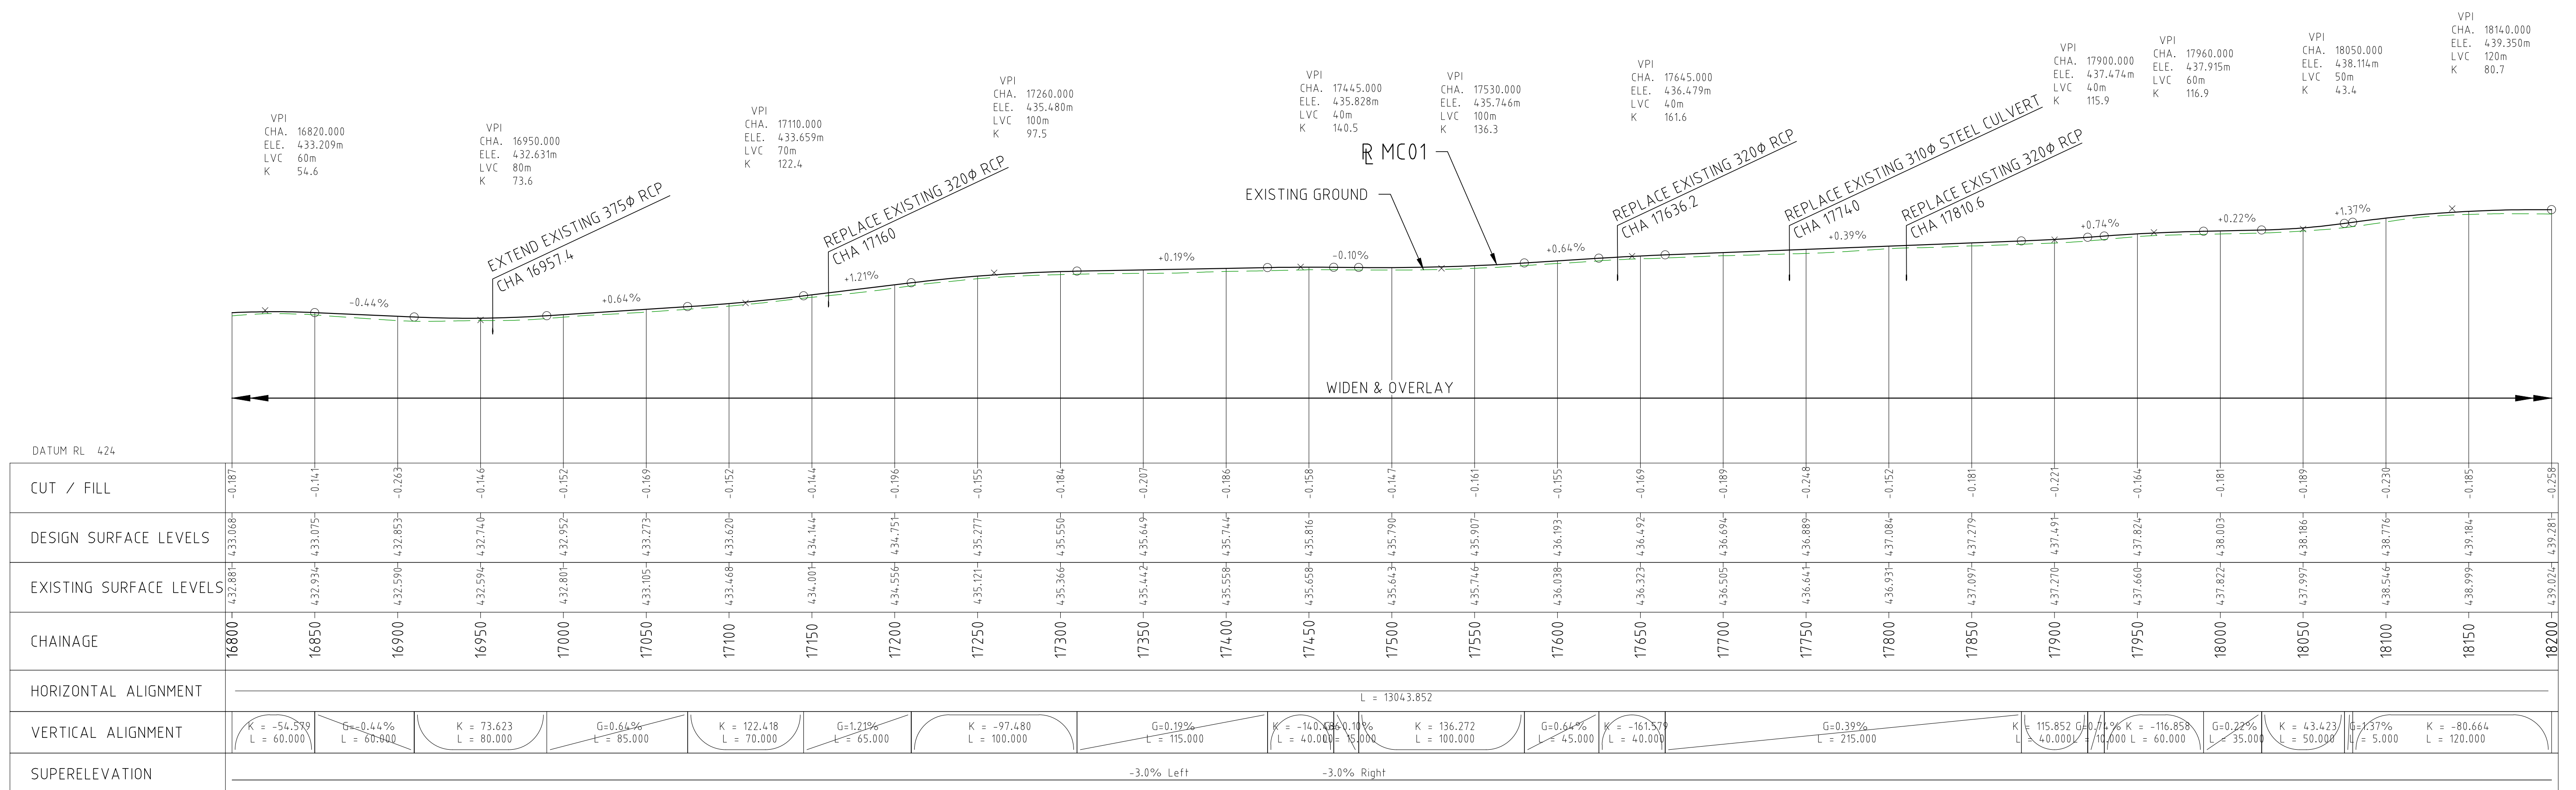 VPI
CHA. 16820.000
ELE. 433.209m
LVC 60m
K 54.6
VPI
CHA. 16950.000
ELE. 432.631m
LVC 80m
K 73.6
VPI
CHA. 17110.000
ELE. 433.659m
LVC 70m
K 122.4
VPI
CHA. 17260.000
ELE. 435.480m
LVC 100m
K 97.5
VPI
CHA. 17445.000
ELE. 435.828m
LVC 40m
K 140.5
VPI
CHA. 17530.000
ELE. 435.746m
LVC 100m
K 136.3
VPI
CHA. 17645.000
ELE. 436.479m
LVC 40m
K 161.6
VPI
CHA. 17900.000
ELE. 437.474m
LVC 40m
K 115.9
VPI
CHA. 17960.000
ELE. 437.915m
LVC 60m
K 116.9
VPI
CHA. 18050.000
ELE. 438.114m
LVC 50m
K 43.4
VPI
CHA. 18140.000
ELE. 439.350m
LVC 120m
K 80.7
EXTEND EXISTING 375Φ RCP
CHA 16957.4
REPLACE EXISTING 320Φ RCP
CHA 17160
EXISTING GROUND
MC01
REPLACE EXISTING 320Φ RCP
CHA 17636.2
REPLACE EXISTING 310Φ STEEL CULVERT
CHA 17740
REPLACE EXISTING 320Φ RCP
CHA 17810.6
-0.44% +0.64% +1.21% +0.19% -0.10% +0.64% +0.39% +0.74% +0.22% +1.37%
WIDEN & OVERLAY
DATUM RL 424
CUT / FILL -0.187 -0.141 -0.263 -0.146 -0.152 -0.169 -0.152 -0.144 -0.196 -0.155 -0.184 -0.207 -0.186 -0.158 -0.147 -0.161 -0.155 -0.169 -0.189 -0.248 -0.152 -0.181 -0.221 -0.164 -0.181 -0.189 -0.230 -0.185 -0.258
DESIGN SURFACE LEVELS 433.068 433.075 432.853 432.740 432.952 433.273 433.620 434.144 434.751 435.277 435.550 435.649 435.744 435.816 435.790 435.907 436.193 436.492 436.694 436.889 437.084 437.279 437.491 437.824 438.003 438.186 438.776 439.184 439.281
EXISTING SURFACE LEVELS 432.881 432.934 432.590 432.594 432.801 433.105 433.468 434.001 434.556 435.121 435.366 435.442 435.558 435.658 435.643 435.746 436.038 436.323 436.505 436.641 436.931 437.097 437.270 437.660 437.822 437.997 438.546 438.999 439.024
CHAINAGE 16800 16850 16900 16950 17000 17050 17100 17150 17200 17250 17300 17350 17400 17450 17500 17550 17600 17650 17700 17750 17800 17850 17900 17950 18000 18050 18100 18150 18200
HORIZONTAL ALIGNMENT L = 13043.852
VERTICAL ALIGNMENT
K = -54.579
L = 60.000
G=-0.44%
L = 60.000
K = 73.623
L = 80.000
G=0.64%
L = 85.000
K = 122.418
L = 70.000
G=1.21%
L = 65.000
K = -97.480
L = 100.000
G=0.19%
L = 115.000
L = 40.000
L = 15.000
K = 136.272
L = 100.000
G=0.64%
L = 45.000
K = -161.579
L = 40.000
G=0.39%
L = 215.000
K = 115.852
L = 40.000
G=0.74%
L = 10.000
K = -116.858
L = 60.000
G=0.22%
L = 35.000
K = 43.423
L = 50.000
G=1.37%
L = 5.000
K = -80.664
L = 120.000
SUPERELEVATION -3.0% Left -3.0% Right